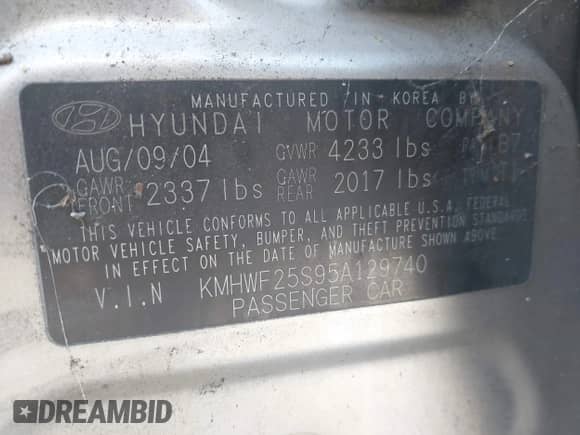 MANUFACTURED IN KOREA BY
HYUNDAI MOTOR COMPANY
AUG/09/04 GVWR 4233 lbs
GAWR FRONT 2337 lbs GAWR REAR 2017 lbs
THIS VEHICLE CONFORMS TO ALL APPLICABLE U.S.A. FEDERAL
MOTOR VEHICLE SAFETY, BUMPER, AND THEFT PREVENTION STANDARDS
IN EFFECT ON THE DATE OF MANUFACTURE SHOWN ABOVE.
V.I.N KMHWF25S95A129740
PASSENGER CAR
DREAMBID